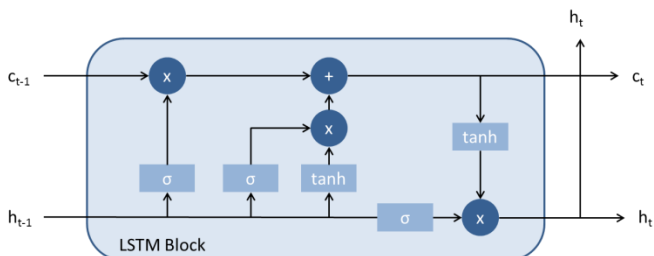 h_t
c_{t-1} x + c_t
x tanh
σ σ tanh
h_{t-1} σ x h_t
LSTM Block